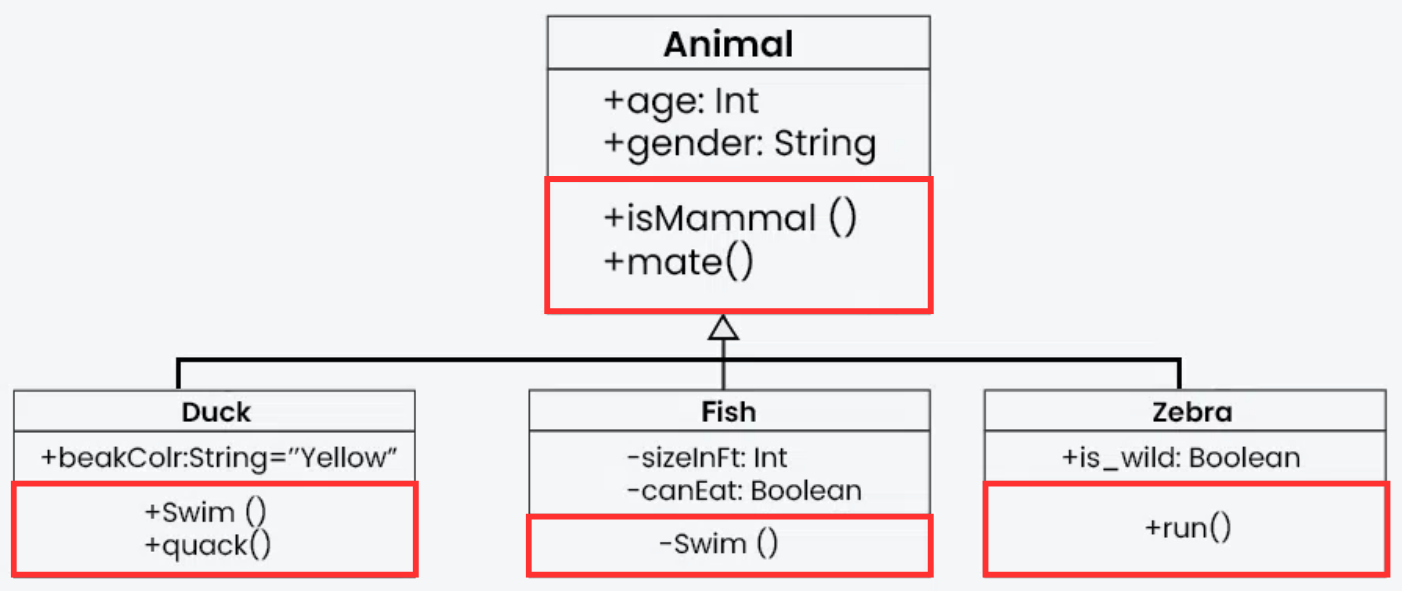 Animal
+age: Int
+gender: String
+isMammal ()
+mate()
Duck
+beakColr:String=”Yellow”
+Swim ()
+quack()
Fish
-sizeInFt: Int
-canEat: Boolean
-Swim ()
Zebra
+is_wild: Boolean
+run()